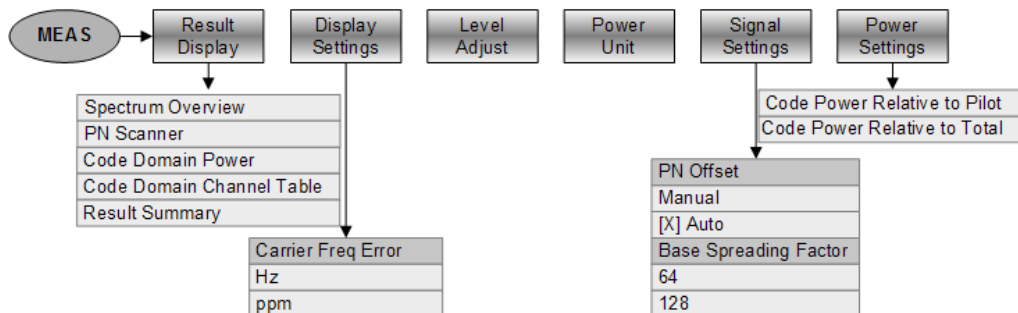 MEAS
Result
Display
Display
Settings
Level
Adjust
Power
Unit
Signal
Settings
Power
Settings
Spectrum Overview
PN Scanner
Code Domain Power
Code Domain Channel Table
Result Summary
Carrier Freq Error
Hz
ppm
PN Offset
Manual
[X] Auto
Base Spreading Factor
64
128
Code Power Relative to Pilot
Code Power Relative to Total